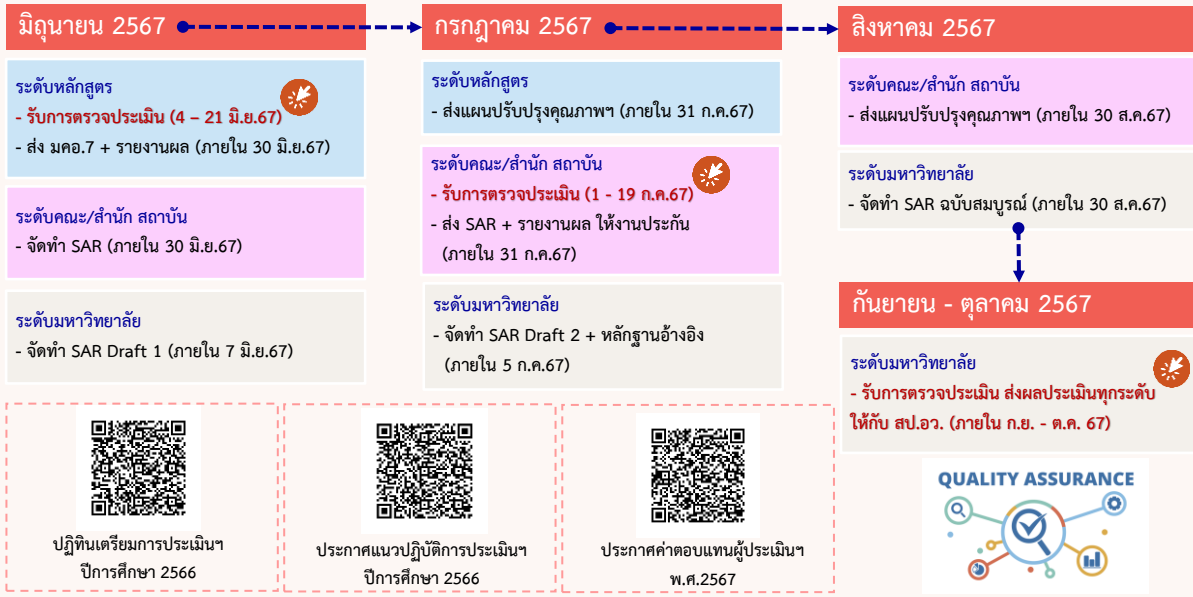 มิถุนายน 2567
ระดับหลักสูตร
- รับการตรวจประเมิน (4 – 21 มิ.ย.67)
- ส่ง มคอ.7 + รายงานผล (ภายใน 30 มิ.ย.67)
ระดับคณะ/สำนัก สถาบัน
- จัดทำ SAR (ภายใน 30 มิ.ย.67)
ระดับมหาวิทยาลัย
- จัดทำ SAR Draft 1 (ภายใน 7 มิ.ย.67)
กรกฎาคม 2567
ระดับหลักสูตร
- ส่งแผนปรับปรุงคุณภาพฯ (ภายใน 31 ก.ค.67)
ระดับคณะ/สำนัก สถาบัน
- รับการตรวจประเมิน (1 - 19 ก.ค.67)
- ส่ง SAR + รายงานผล ให้งานประกัน
(ภายใน 31 ก.ค.67)
ระดับมหาวิทยาลัย
- จัดทำ SAR Draft 2 + หลักฐานอ้างอิง
(ภายใน 5 ก.ค.67)
สิงหาคม 2567
ระดับคณะ/สำนัก สถาบัน
- ส่งแผนปรับปรุงคุณภาพฯ (ภายใน 30 ส.ค.67)
ระดับมหาวิทยาลัย
- จัดทำ SAR ฉบับสมบูรณ์ (ภายใน 30 ส.ค.67)
กันยายน - ตุลาคม 2567
ระดับมหาวิทยาลัย
- รับการตรวจประเมิน ส่งผลประเมินทุกระดับ
ให้กับ สป.อว. (ภายใน ก.ย. - ต.ค. 67)
QUALITY ASSURANCE
ปฏิทินเตรียมการประเมินฯ
ปีการศึกษา 2566
ประกาศแนวปฏิบัติการประเมินฯ
ปีการศึกษา 2566
ประกาศค่าตอบแทนผู้ประเมินฯ
พ.ศ.2567